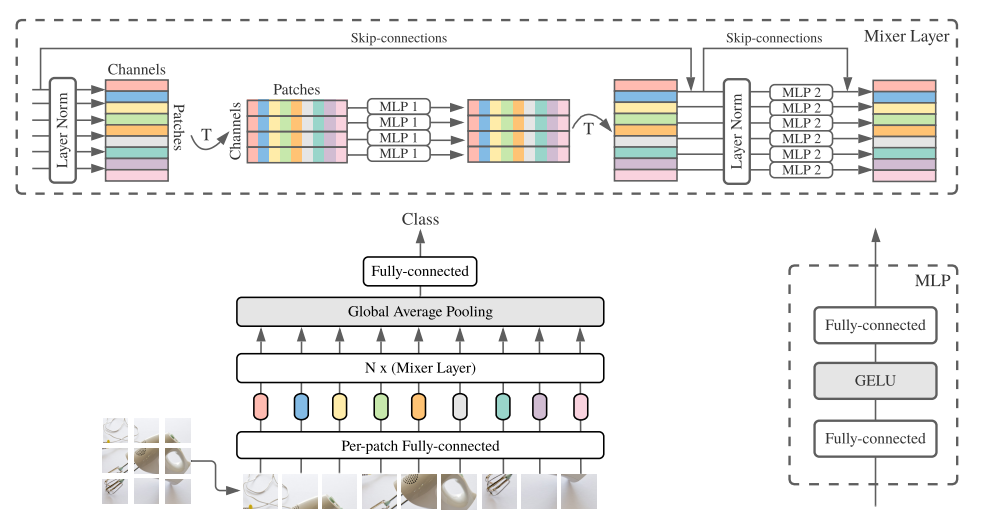 Skip-connections
Skip-connections
Mixer Layer
Channels
Layer Norm
Patches
T
Channels
Patches
MLP 1
MLP 1
MLP 1
MLP 1
T
Layer Norm
MLP 2
MLP 2
MLP 2
MLP 2
MLP 2
MLP 2
Class
Fully-connected
Global Average Pooling
N x (Mixer Layer)
Per-patch Fully-connected
MLP
Fully-connected
GELU
Fully-connected